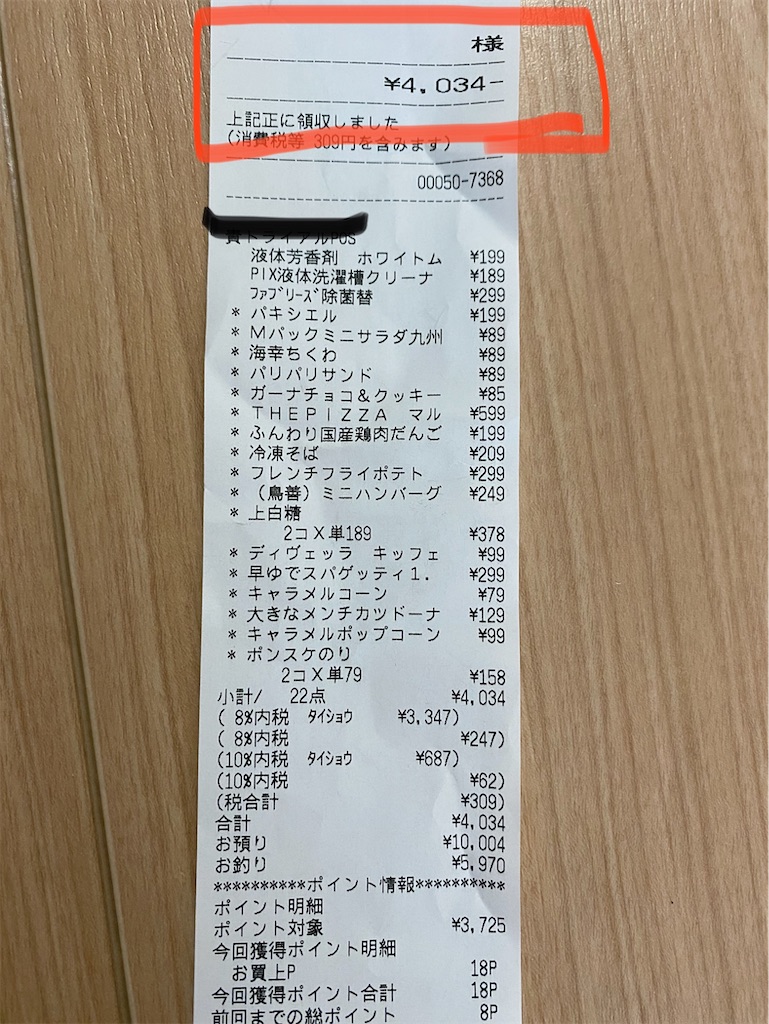 様
¥4,034-
上記正に領収しました
(消費税等 309円を含みます)
00050-7368
責トライアルPOS
液体芳香剤 ホワイトム ¥199
PIX液体洗濯槽クリーナ ¥189
ファブリーズ除菌替 ¥299
* パキシエル ¥199
* Mパックミニサラダ九州 ¥89
* 海幸ちくわ ¥89
* パリパリサンド ¥89
* ガーナチョコ&クッキー ¥85
* THEPIZZA マル ¥599
* ふんわり国産鶏肉だんご ¥199
* 冷凍そば ¥209
* フレンチフライポテト ¥299
* (鳥善)ミニハンバーグ ¥249
* 上白糖
2コX単189 ¥378
* ディヴェッラ キッフェ ¥99
* 早ゆでスパゲッティ1. ¥299
* キャラメルコーン ¥79
* 大きなメンチカツドーナ ¥129
* キャラメルポップコーン ¥99
* ポンスケのり
2コX単79 ¥158
小計/ 22点 ¥4,034
( 8%内税 タイショウ ¥3,347)
( 8%内税 ¥247)
(10%内税 タイショウ ¥687)
(10%内税 ¥62)
(税合計 ¥309)
合計 ¥4,034
お預り ¥10,004
お釣り ¥5,970
**********ポイント情報**********
ポイント明細
ポイント対象 ¥3,725
今回獲得ポイント明細
お買上P 18P
今回獲得ポイント合計 18P
前回までの総ポイント 8P